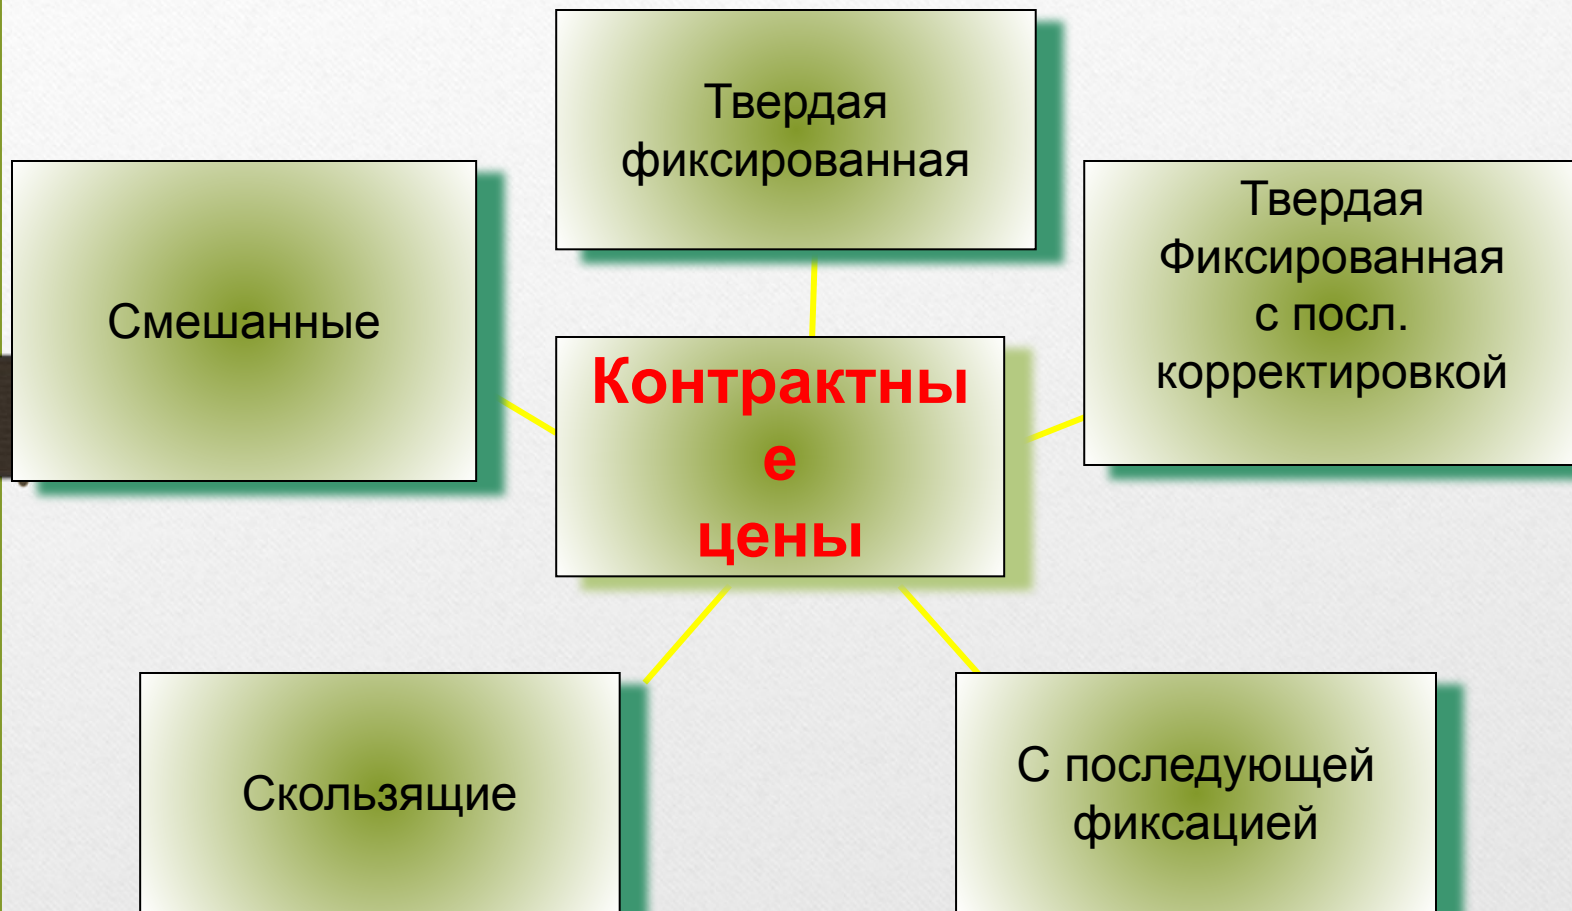 Твердая
фиксированная
Смешанные
Твердая
Фиксированная
с посл.
корректировкой
Контрактны
е
цены
Скользящие
С последующей
фиксацией